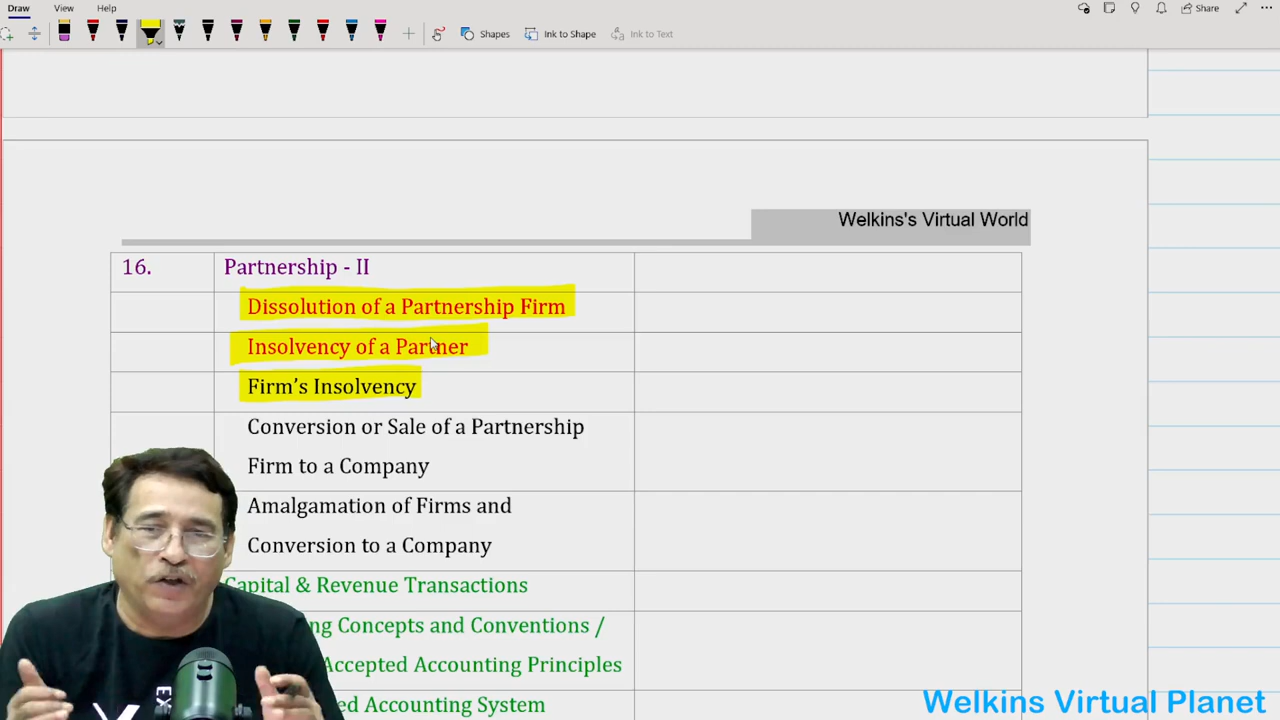 Draw View Help
Share
Shapes Ink to Shape Ink to Text
Welkins's Virtual World
16. Partnership - II
Dissolution of a Partnership Firm
Insolvency of a Partner
Firm's Insolvency
Conversion or Sale of a Partnership
Firm to a Company
Amalgamation of Firms and
Conversion to a Company
Capital & Revenue Transactions
Concepts and Conventions /
Accepted Accounting Principles
Accounting System
EX
Welkins Virtual Planet